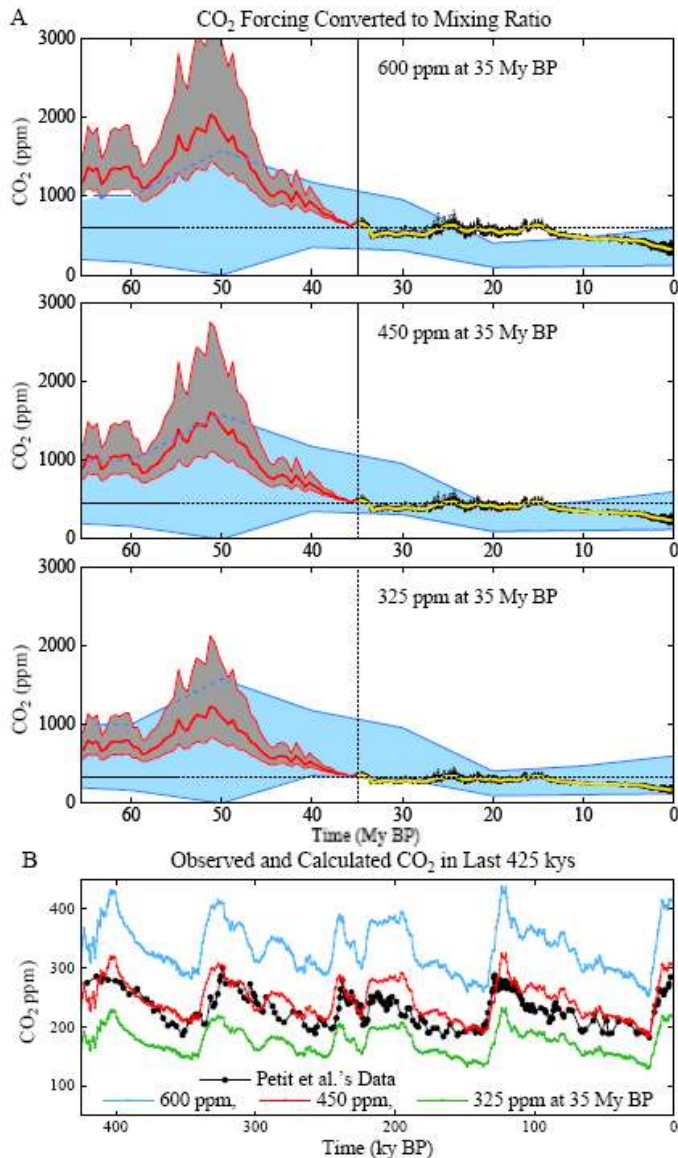 A
CO₂ Forcing Converted to Mixing Ratio
3000
2000
1000
0
CO₂ (ppm)
600 ppm at 35 My BP
60 50 40 30 20 10 0
3000
2000
1000
0
CO₂ (ppm)
450 ppm at 35 My BP
60 50 40 30 20 10 0
3000
2000
1000
0
CO₂ (ppm)
325 ppm at 35 My BP
60 50 40 30 20 10 0
Time (My BP)
B
Observed and Calculated CO₂ in Last 425 kys
400
300
200
100
CO₂ ppm)
Petit et al.'s Data
600 ppm, 450 ppm, 325 ppm at 35 My BP
400 300 200 100 0
Time (ky BP)